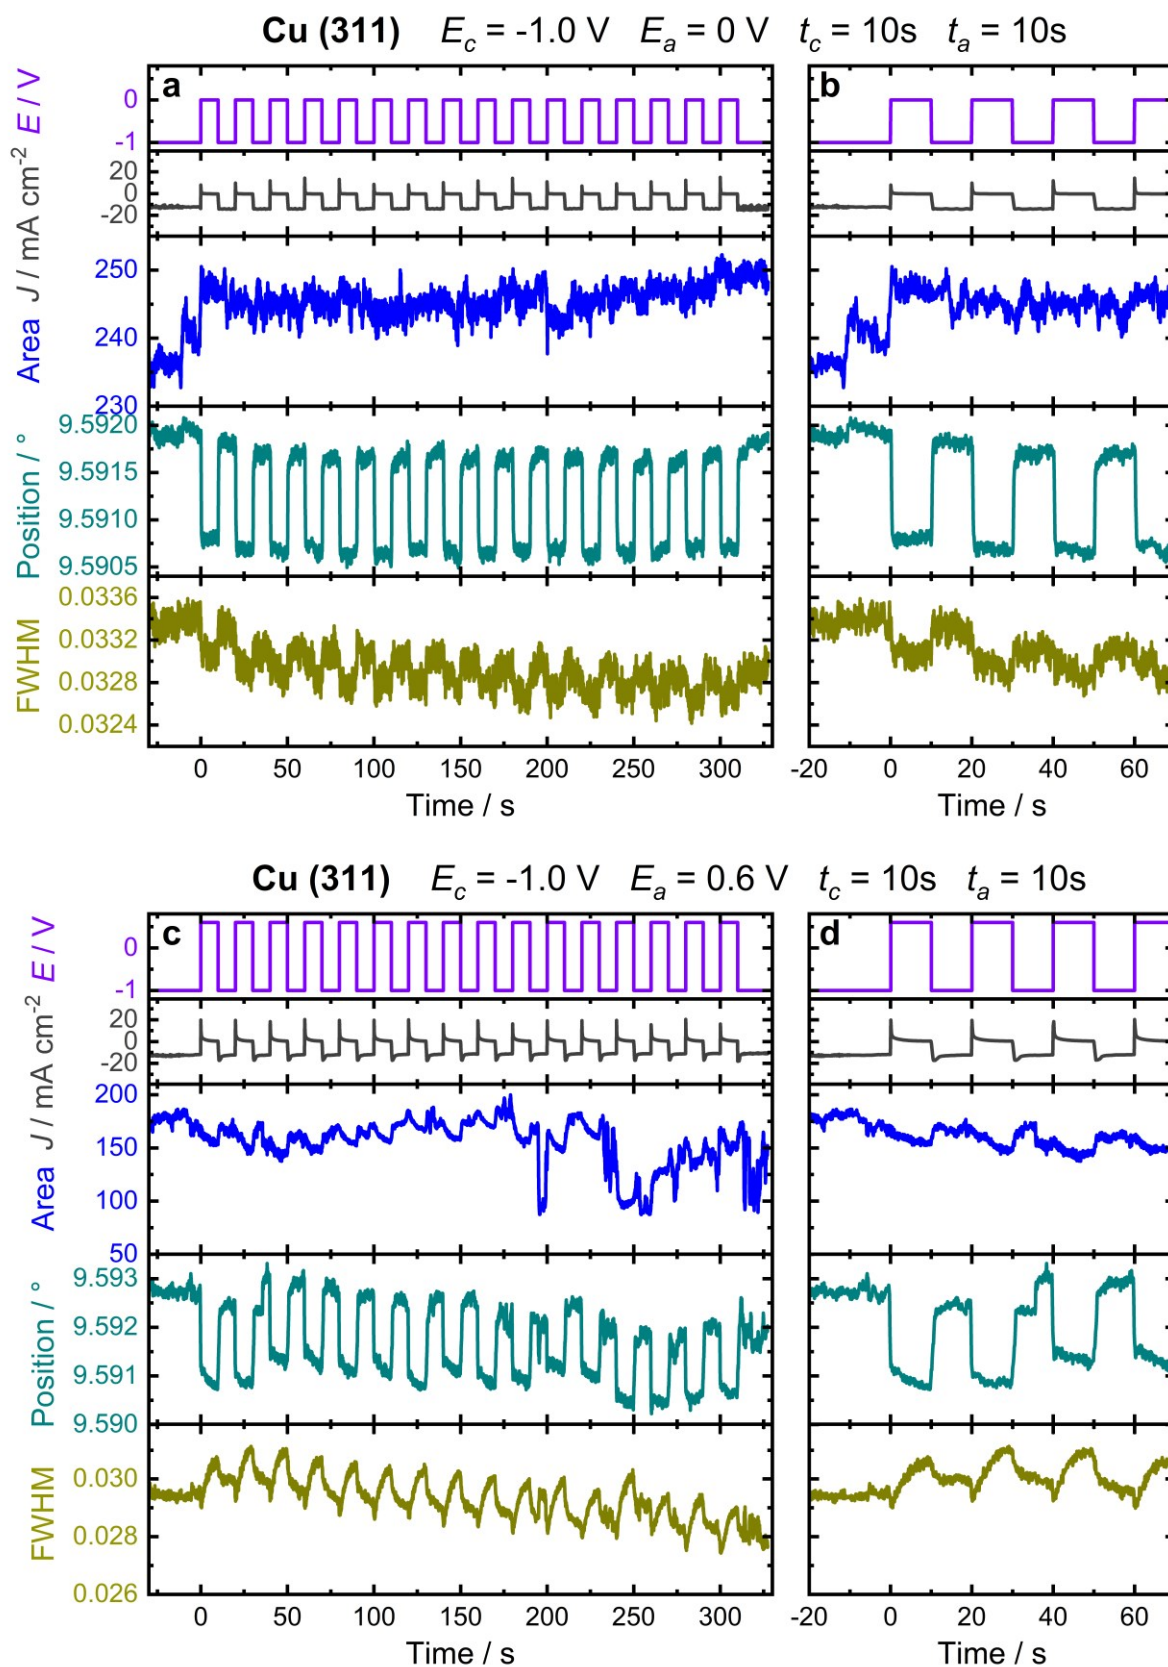 Cu (311) E_c = -1.0 V E_a = 0 V t_c = 10s t_a = 10s
a b
E / V
0
-1
J / mA cm⁻²
20
0
-20
Area
250
240
230
Position / °
9.5920
9.5915
9.5910
9.5905
FWHM
0.0336
0.0332
0.0328
0.0324
0 50 100 150 200 250 300 -20 0 20 40 60
Time / s Time / s
Cu (311) E_c = -1.0 V E_a = 0.6 V t_c = 10s t_a = 10s
c d
E / V
0
-1
J / mA cm⁻²
20
0
-20
Area
200
150
100
50
Position / °
9.593
9.592
9.591
9.590
FWHM
0.030
0.028
0.026
0 50 100 150 200 250 300 -20 0 20 40 60
Time / s Time / s